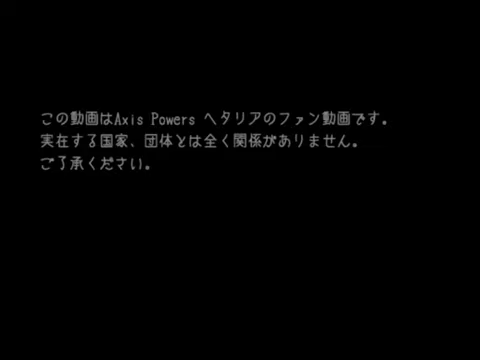 この動画はAxis Powers ヘタリアのファン動画です。
実在する国家、団体とは全く関係がありません。
ご了承ください。